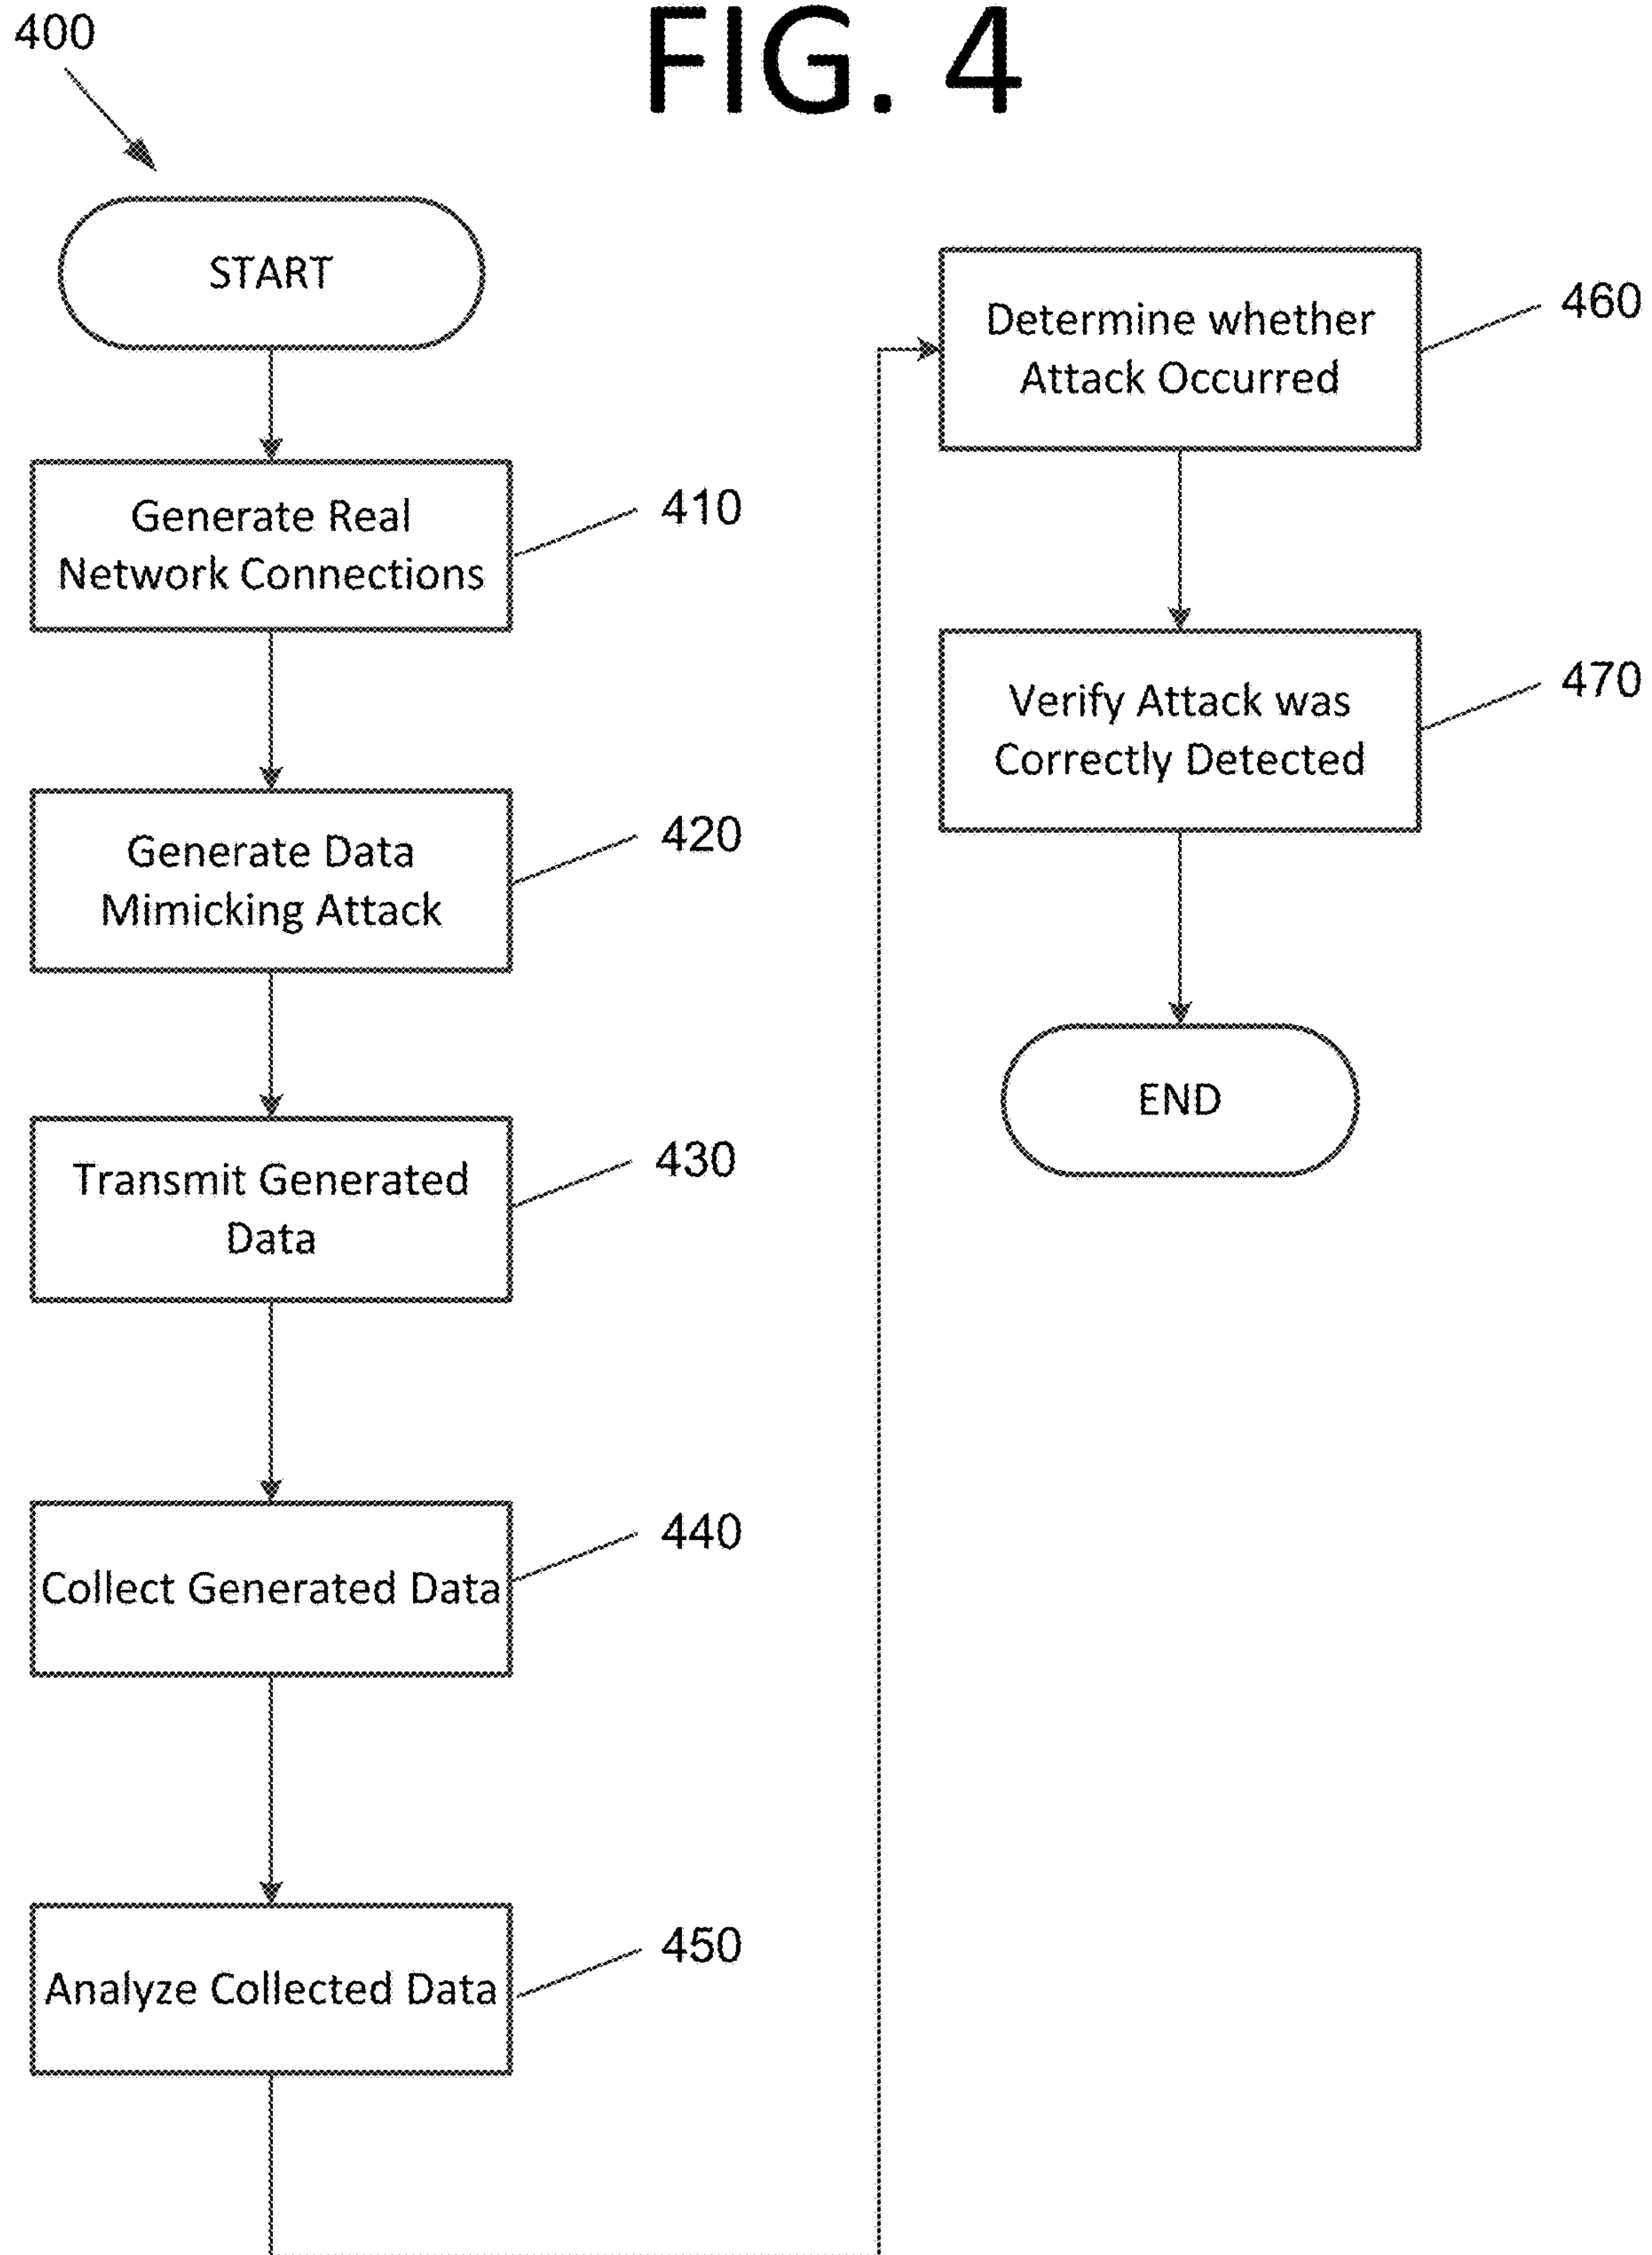 400
FIG. 4
START
Generate Real
Network Connections
410
Generate Data
Mimicking Attack
420
Transmit Generated
Data
430
Collect Generated Data
440
Analyze Collected Data
450
Determine whether
Attack Occurred
460
Verify Attack was
Correctly Detected
470
END